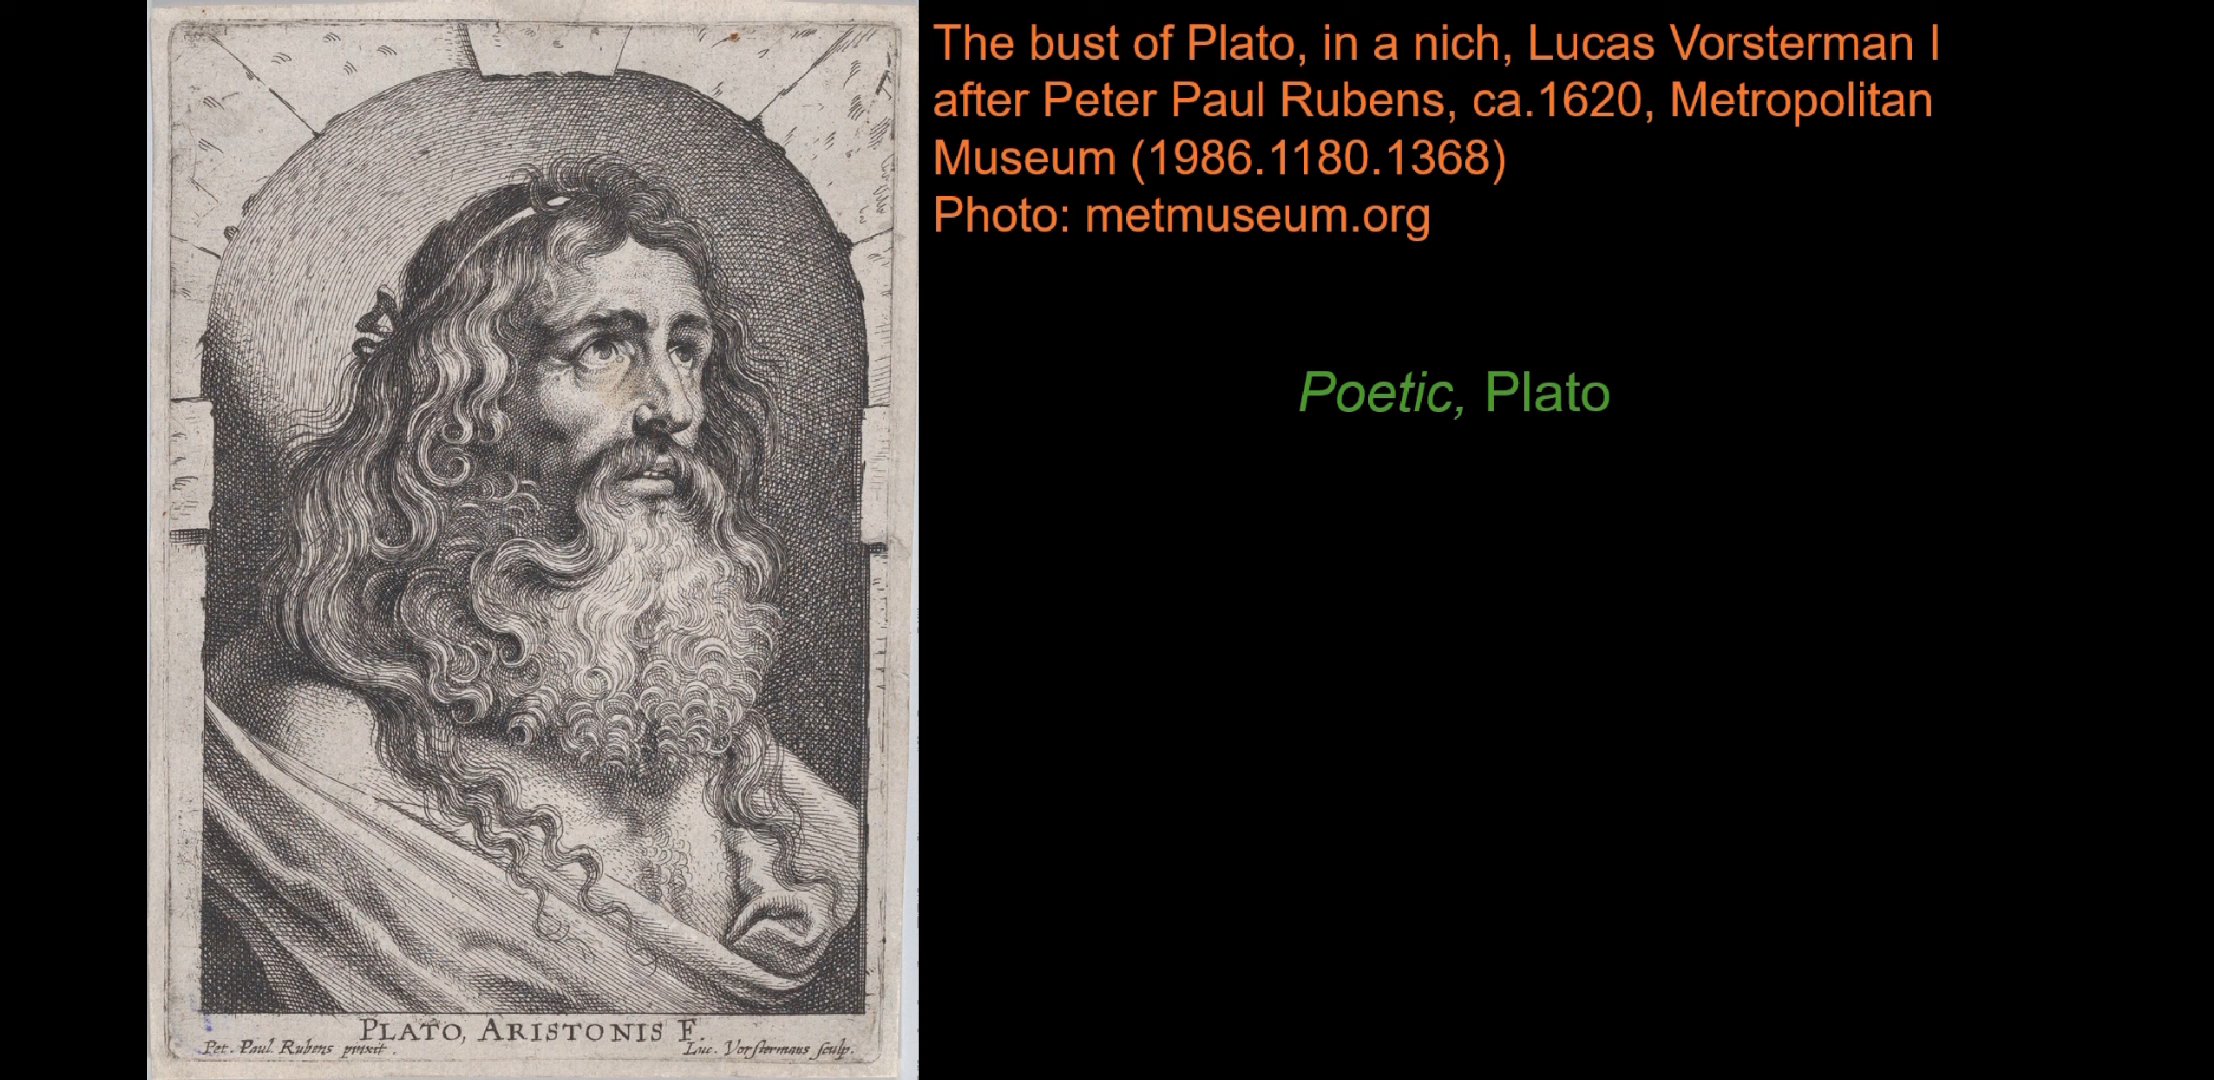 The bust of Plato, in a nich, Lucas Vorsterman I
after Peter Paul Rubens, ca.1620, Metropolitan
Museum (1986.1180.1368)
Photo: metmuseum.org
Poetic, Plato
PLATO, ARISTONIS F.
Pet. Paul Rubens pinxit.
Luc. Vorstermans sculp.